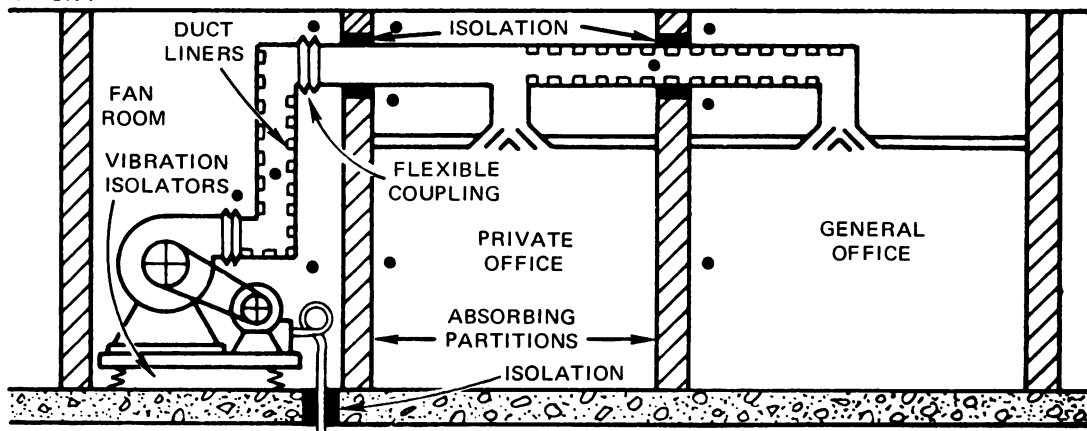 ISOLATION
DUCT
LINERS
FAN
ROOM
VIBRATION
ISOLATORS
FLEXIBLE
COUPLING
PRIVATE
OFFICE
GENERAL
OFFICE
ABSORBING
PARTITIONS
ISOLATION